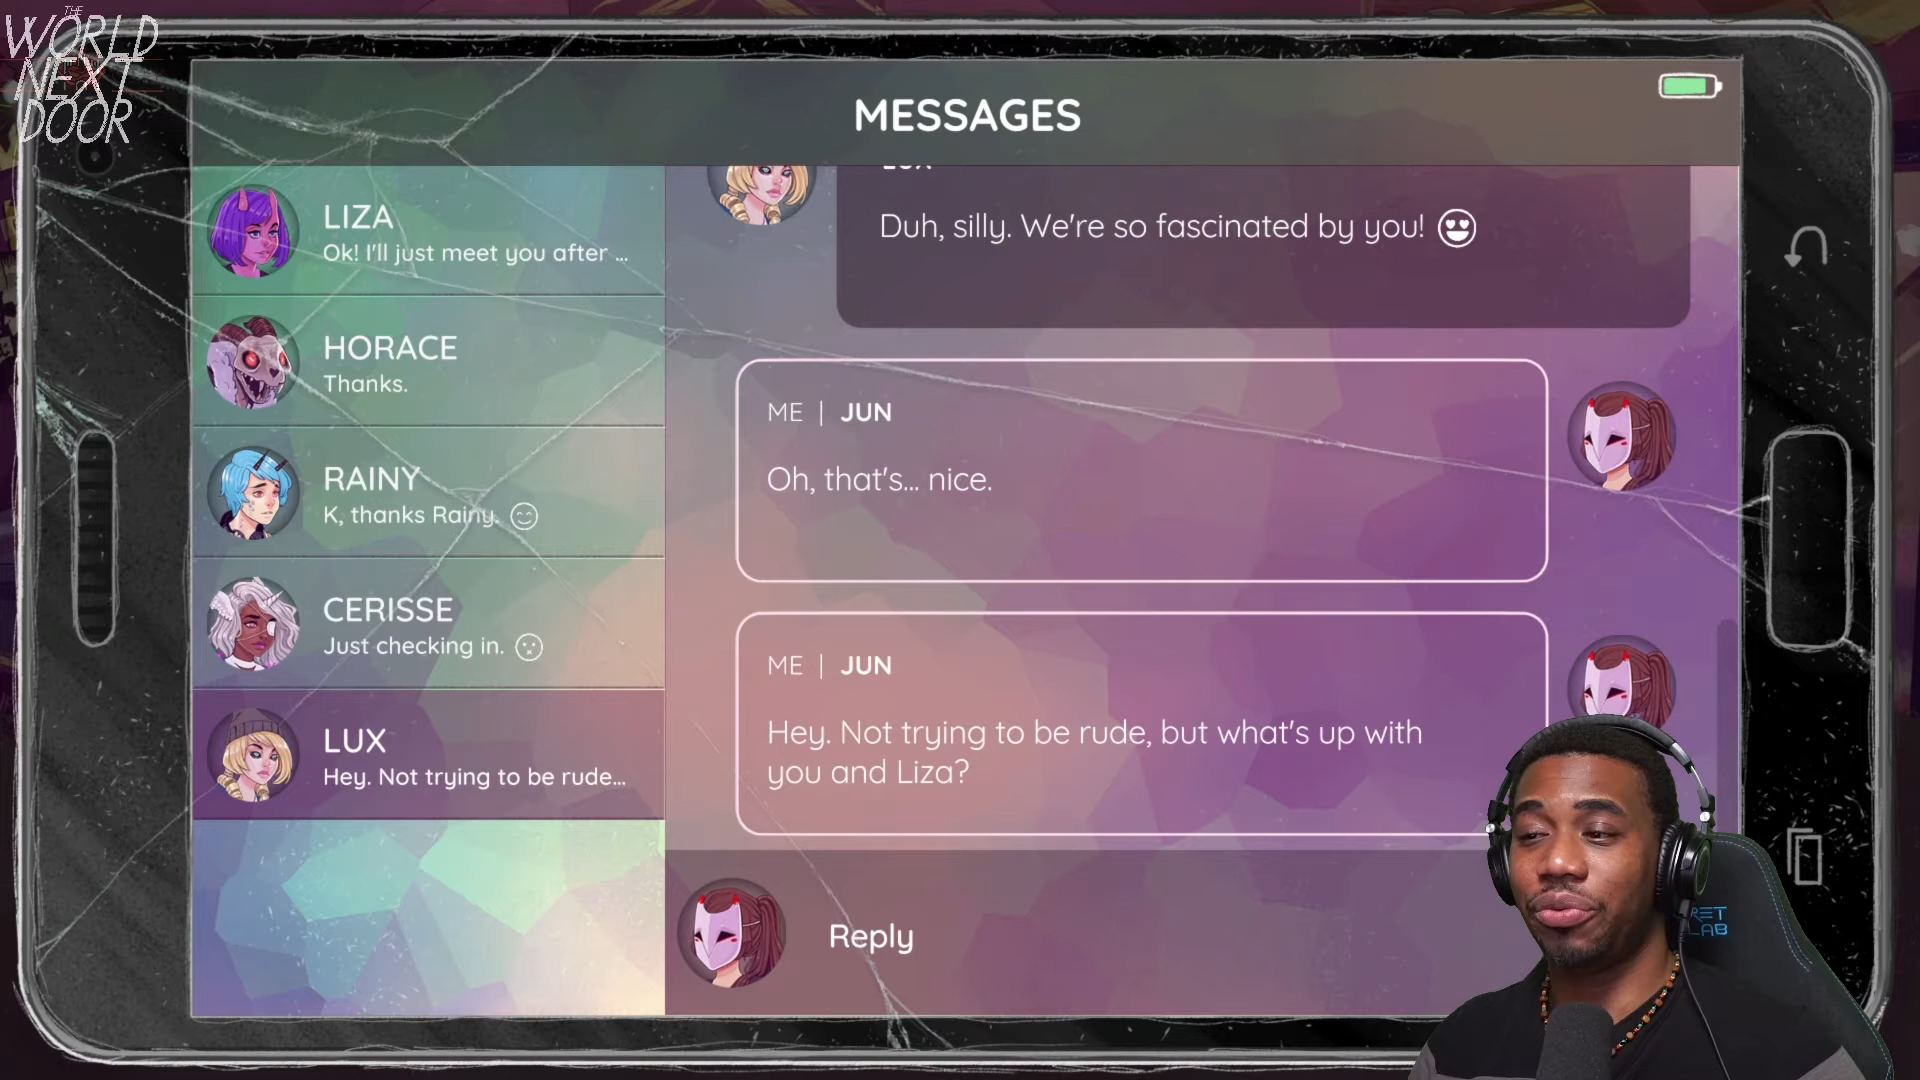 THE
WORLD
NEXT
DOOR
MESSAGES
LIZA
Ok! I'll just meet you after ...
HORACE
Thanks.
RAINY
K, thanks Rainy.
CERISSE
Just checking in.
LUX
Hey. Not trying to be rude...
LUX
Duh, silly. We're so fascinated by you!
ME | JUN
Oh, that's... nice.
ME | JUN
Hey. Not trying to be rude, but what's up with
you and Liza?
Reply
LAB